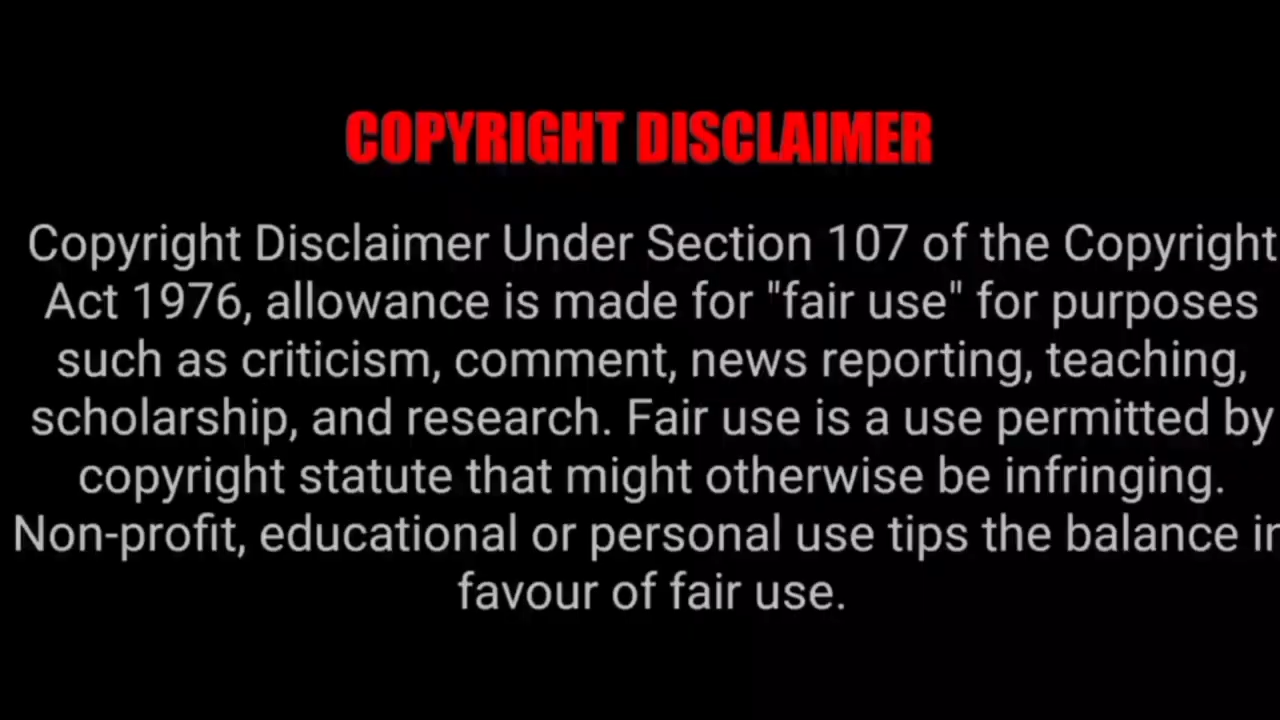 COPYRIGHT DISCLAIMER
Copyright Disclaimer Under Section 107 of the Copyright
Act 1976, allowance is made for "fair use" for purposes
such as criticism, comment, news reporting, teaching,
scholarship, and research. Fair use is a use permitted by
copyright statute that might otherwise be infringing.
Non-profit, educational or personal use tips the balance in
favour of fair use.